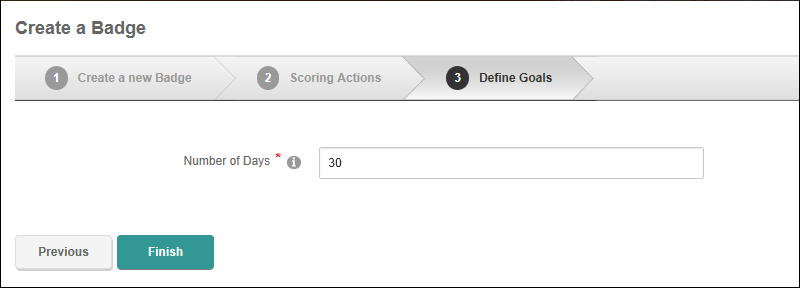 Create a Badge
1 Create a new Badge 2 Scoring Actions 3 Define Goals
Number of Days * i 30
Previous Finish